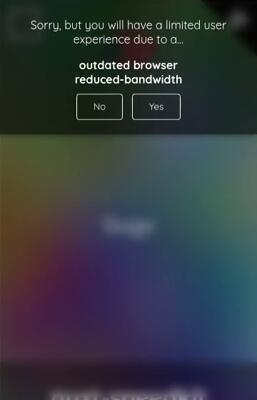 Sorry, but you will have a limited user
experience due to a...
outdated browser
reduced-bandwidth
No
Yes